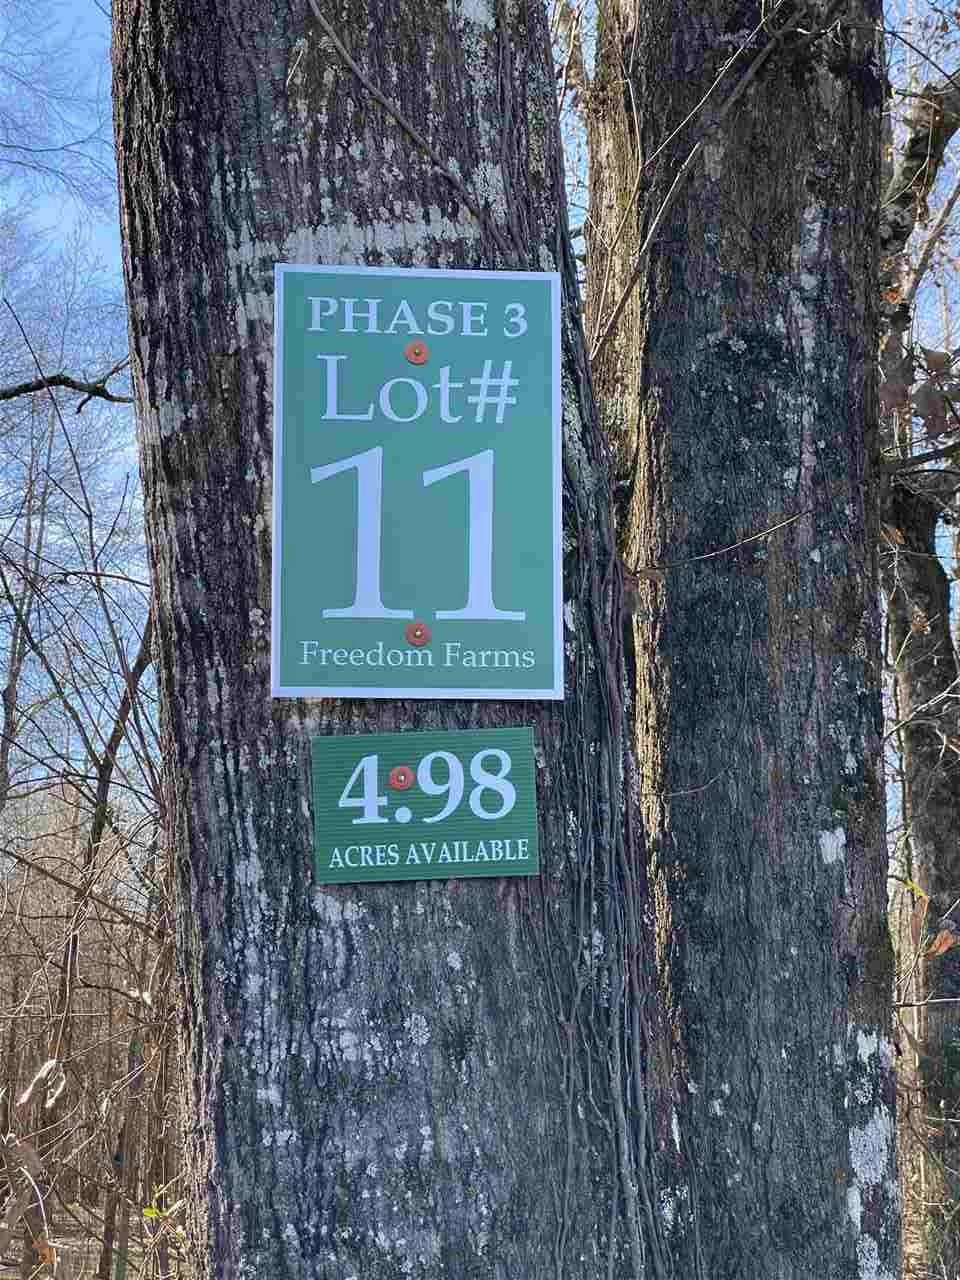 PHASE 3
Lot#
11
Freedom Farms
4.98
ACRES AVAILABLE